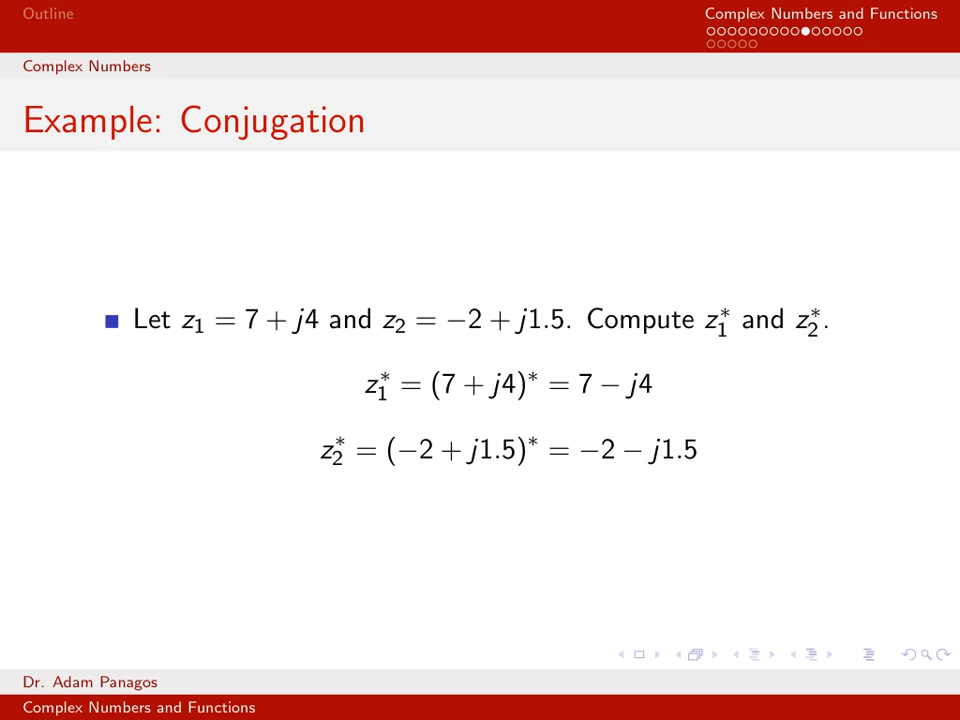 Outline
Complex Numbers and Functions
Complex Numbers
Example: Conjugation
Let z₁ = 7 + j4 and z₂ = −2 + j1.5. Compute z₁* and z₂*.
z₁* = (7 + j4)* = 7 − j4
z₂* = (−2 + j1.5)* = −2 − j1.5
Dr. Adam Panagos
Complex Numbers and Functions